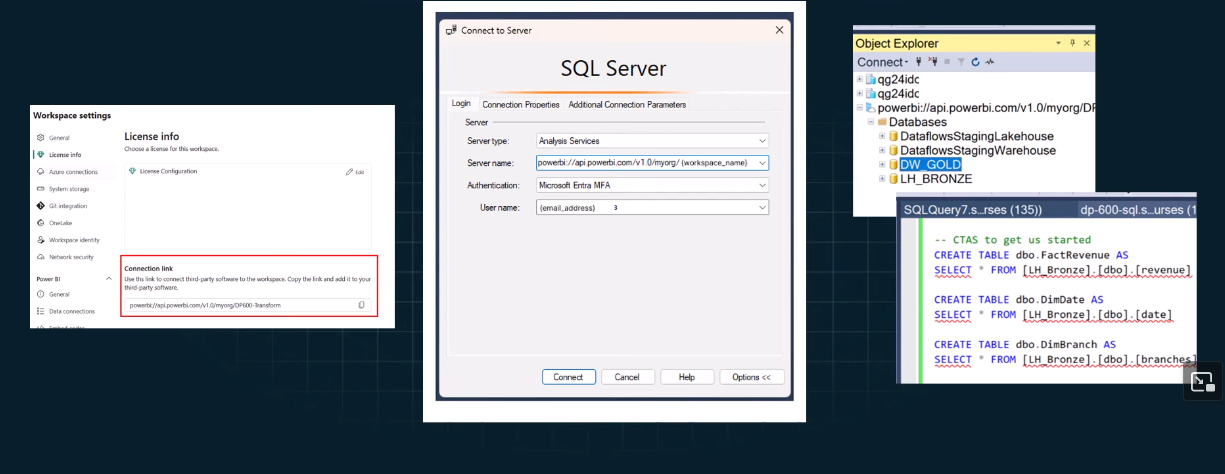 Workspace settings
General
License info
Azure connections
System storage
Git integration
OneLake
Workspace identity
Network security
Power BI
General
Data connections
License info
Choose a license for this workspace.
License Configuration
Edit
Connection link
Use this link to connect third-party software to the workspace. Copy the link and add it to your
third-party software.
powerbi://api.powerbi.com/v1.0/myorg/DP600-Transform
Connect to Server
SQL Server
Login Connection Properties Additional Connection Parameters
Server
Server type: Analysis Services
Server name: powerbi://api.powerbi.com/v1.0/myorg/ {workspace_name}
Authentication: Microsoft Entra MFA
User name: {email_address} 3
Connect Cancel Help Options <<
Object Explorer
Connect
qg24idc
qg24idc
powerbi://api.powerbi.com/v1.0/myorg/DP
Databases
DataflowsStagingLakehouse
DataflowsStagingWarehouse
DW_GOLD
LH_BRONZE
SQLQuery7.s...rses (135)) dp-600-sql.s...urses (1
-- CTAS to get us started
CREATE TABLE dbo.FactRevenue AS
SELECT * FROM [LH_Bronze].[dbo].[revenue]
CREATE TABLE dbo.DimDate AS
SELECT * FROM [LH_Bronze].[dbo].[date]
CREATE TABLE dbo.DimBranch AS
SELECT * FROM [LH_Bronze].[dbo].[branches]